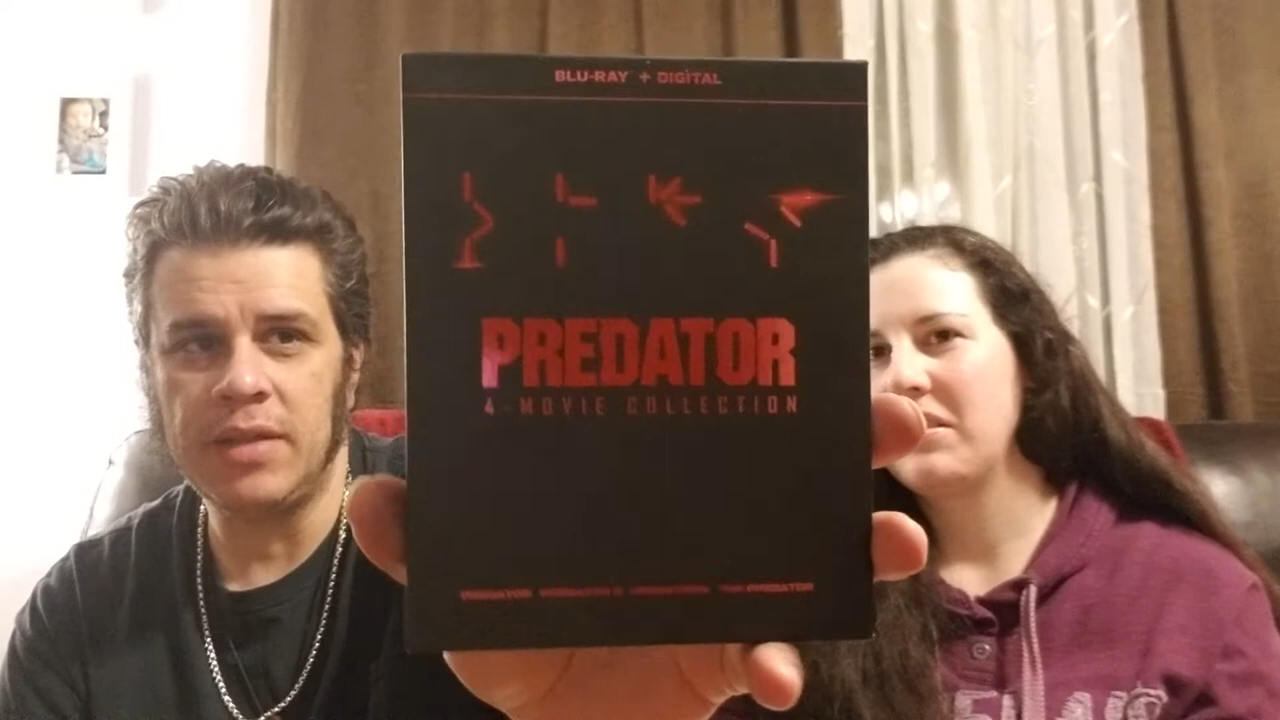 BLU-RAY + DIGITAL
PREDATOR
4-MOVIE COLLECTION
PREDATOR PREDATOR 2 PREDATORS THE PREDATOR